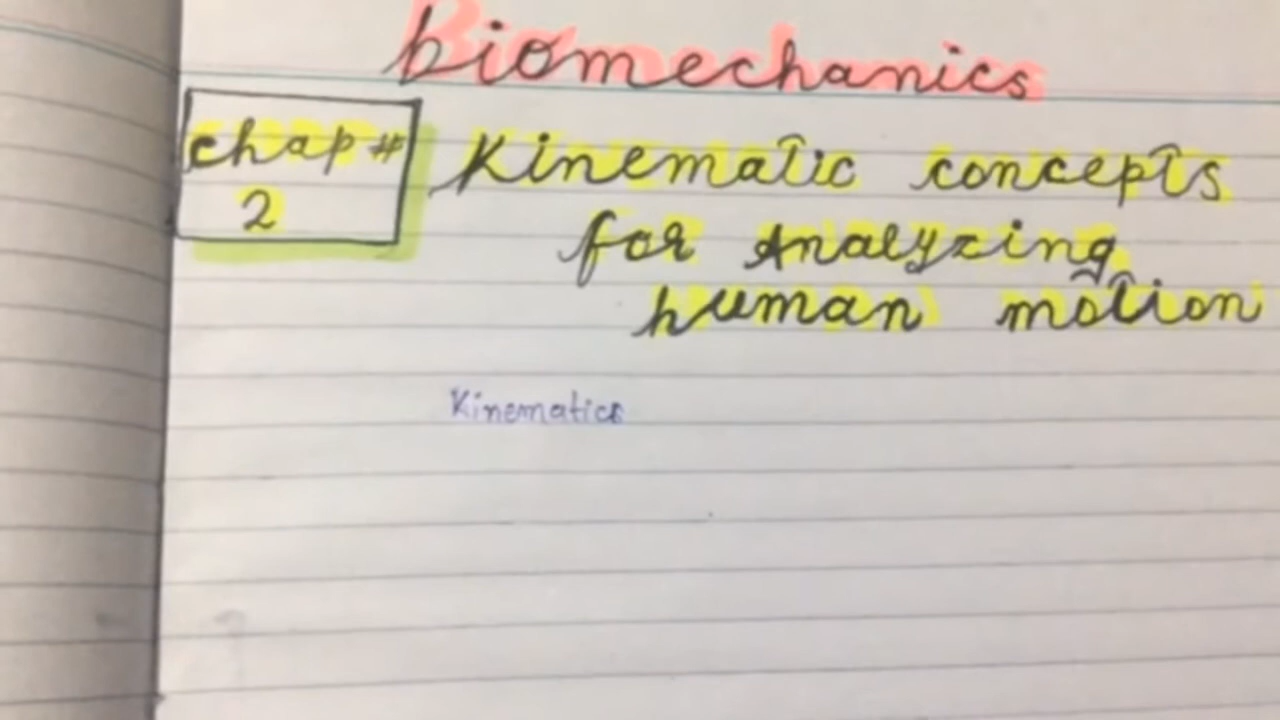 Biomechanics
chap #
2
Kinematic concepts
for Analyzing
human motion
Kinematics